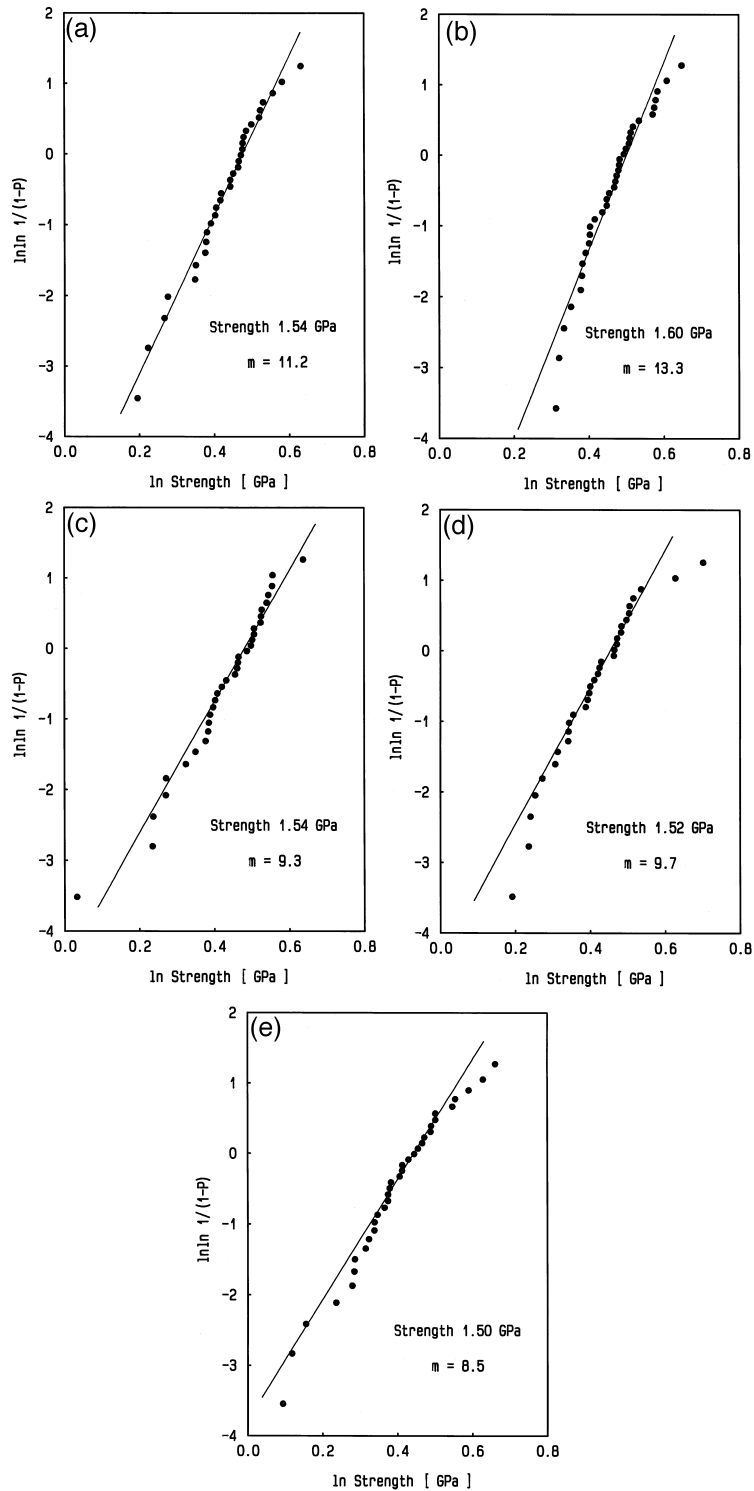 (a)
2
1
0
-1
-2
-3
-4
lnln 1/(1-P)
Strength 1.54 GPa
m = 11.2
0.0 0.2 0.4 0.6 0.8
ln Strength [ GPa ]
(b)
2
1
0
-1
-2
-3
-4
lnln 1/(1-P)
Strength 1.60 GPa
m = 13.3
0.0 0.2 0.4 0.6 0.8
ln Strength [ GPa ]
(c)
2
1
0
-1
-2
-3
-4
lnln 1/(1-P)
Strength 1.54 GPa
m = 9.3
0.0 0.2 0.4 0.6 0.8
ln Strength [ GPa ]
(d)
2
1
0
-1
-2
-3
-4
lnln 1/(1-P)
Strength 1.52 GPa
m = 9.7
0.0 0.2 0.4 0.6 0.8
ln Strength [ GPa ]
(e)
2
1
0
-1
-2
-3
-4
lnln 1/(1-P)
Strength 1.50 GPa
m = 8.5
0.0 0.2 0.4 0.6 0.8
ln Strength [ GPa ]